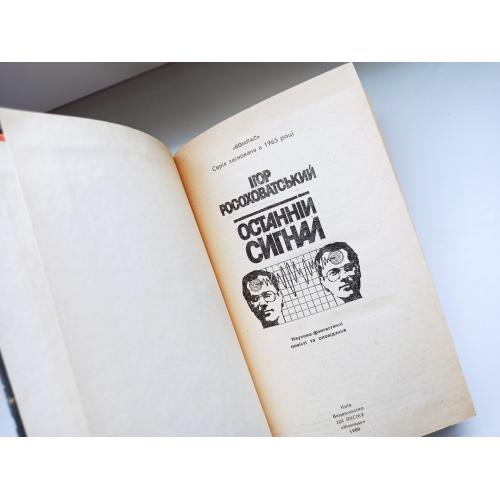 «КОМПАС»
Серія заснована в 1965 році
ІГОР
РОСОХОВАТСЬКИЙ
ОСТАННІЙ
СИГНАЛ
Науково-фантастичні
повісті та оповідання
Київ
Видавництво
ЦК ЛКСМУ
«Молодь»
1989